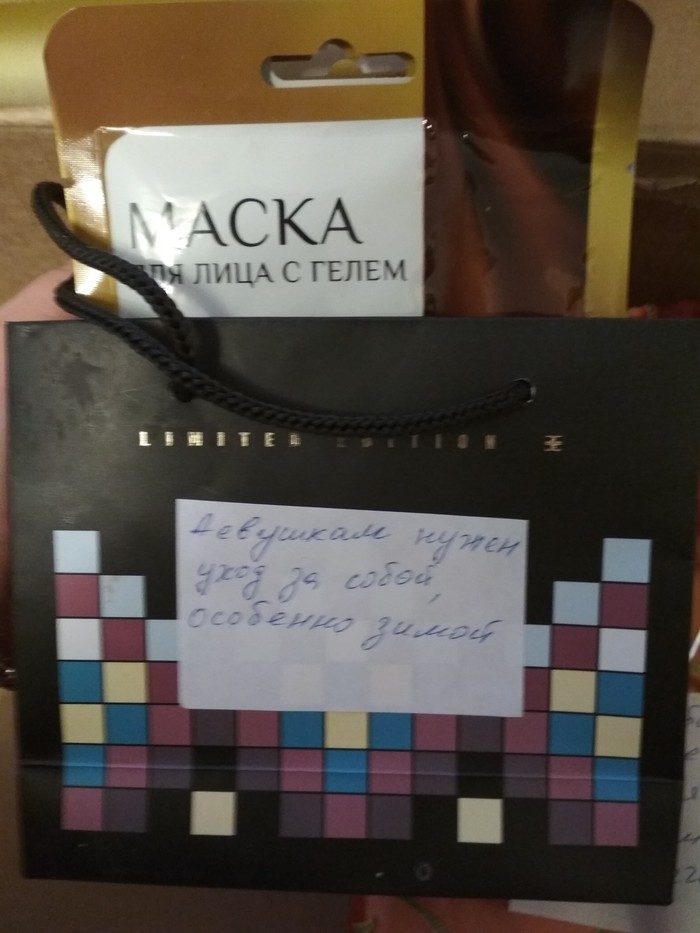 МАСКА
ДЛЯ ЛИЦА С ГЕЛЕМ
LIMITED EDITION
Девушкам нужен
уход за собой,
особенно зимой